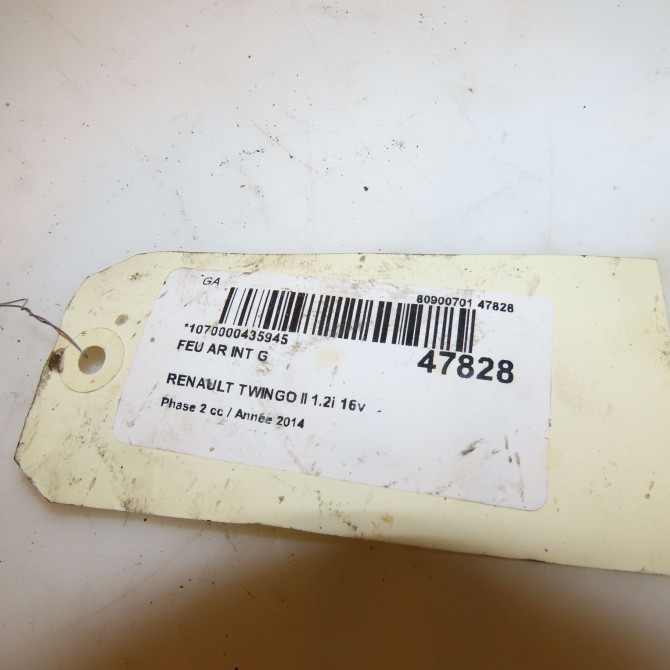 GA
80900701 47828
*1070000435945
47828
FEU AR INT G
RENAULT TWINGO II 1.2i 16v
Phase 2 cc / Année 2014